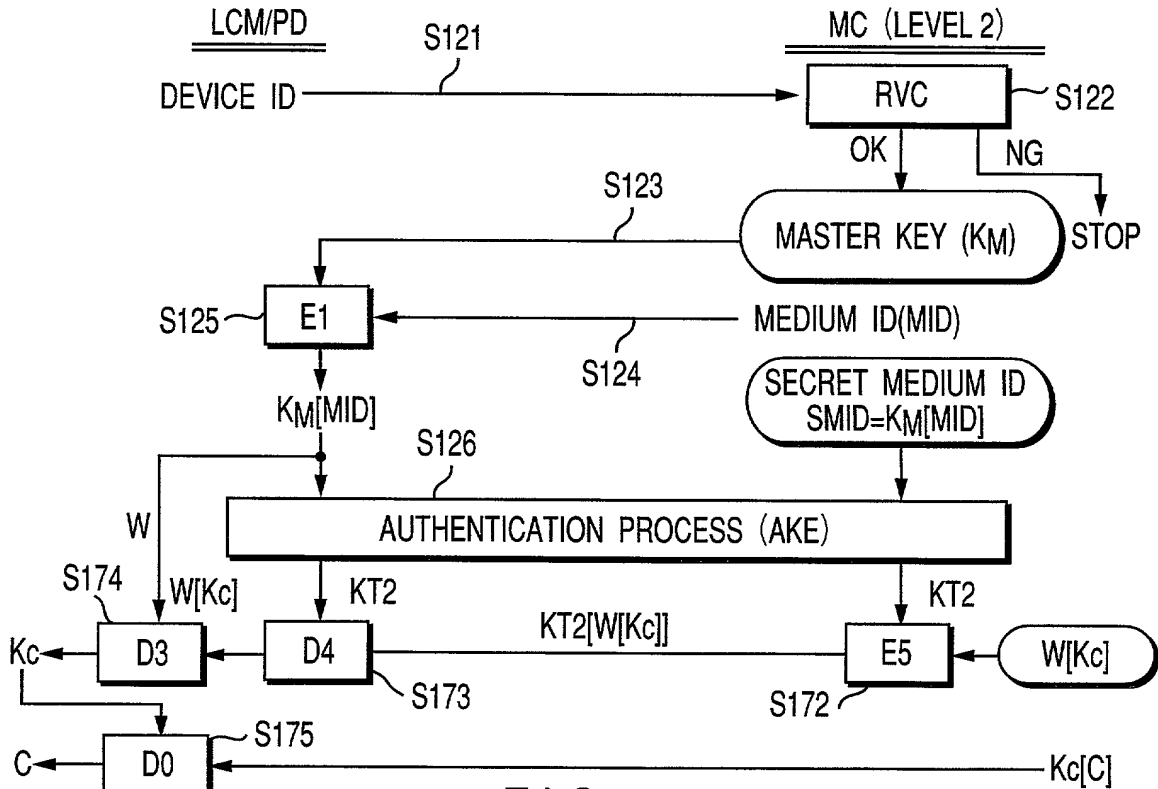 LCM/PD
MC (LEVEL 2)
S121
DEVICE ID
RVC
S122
OK
NG
S123
MASTER KEY (KM)
STOP
S125
E1
MEDIUM ID(MID)
S124
KM[MID]
SECRET MEDIUM ID
SMID=KM[MID]
S126
W
AUTHENTICATION PROCESS (AKE)
S174
W[Kc]
KT2
KT2
KT2[W[Kc]]
Kc
D3
D4
E5
W[Kc]
S173
S172
S175
C
D0
Kc[C]